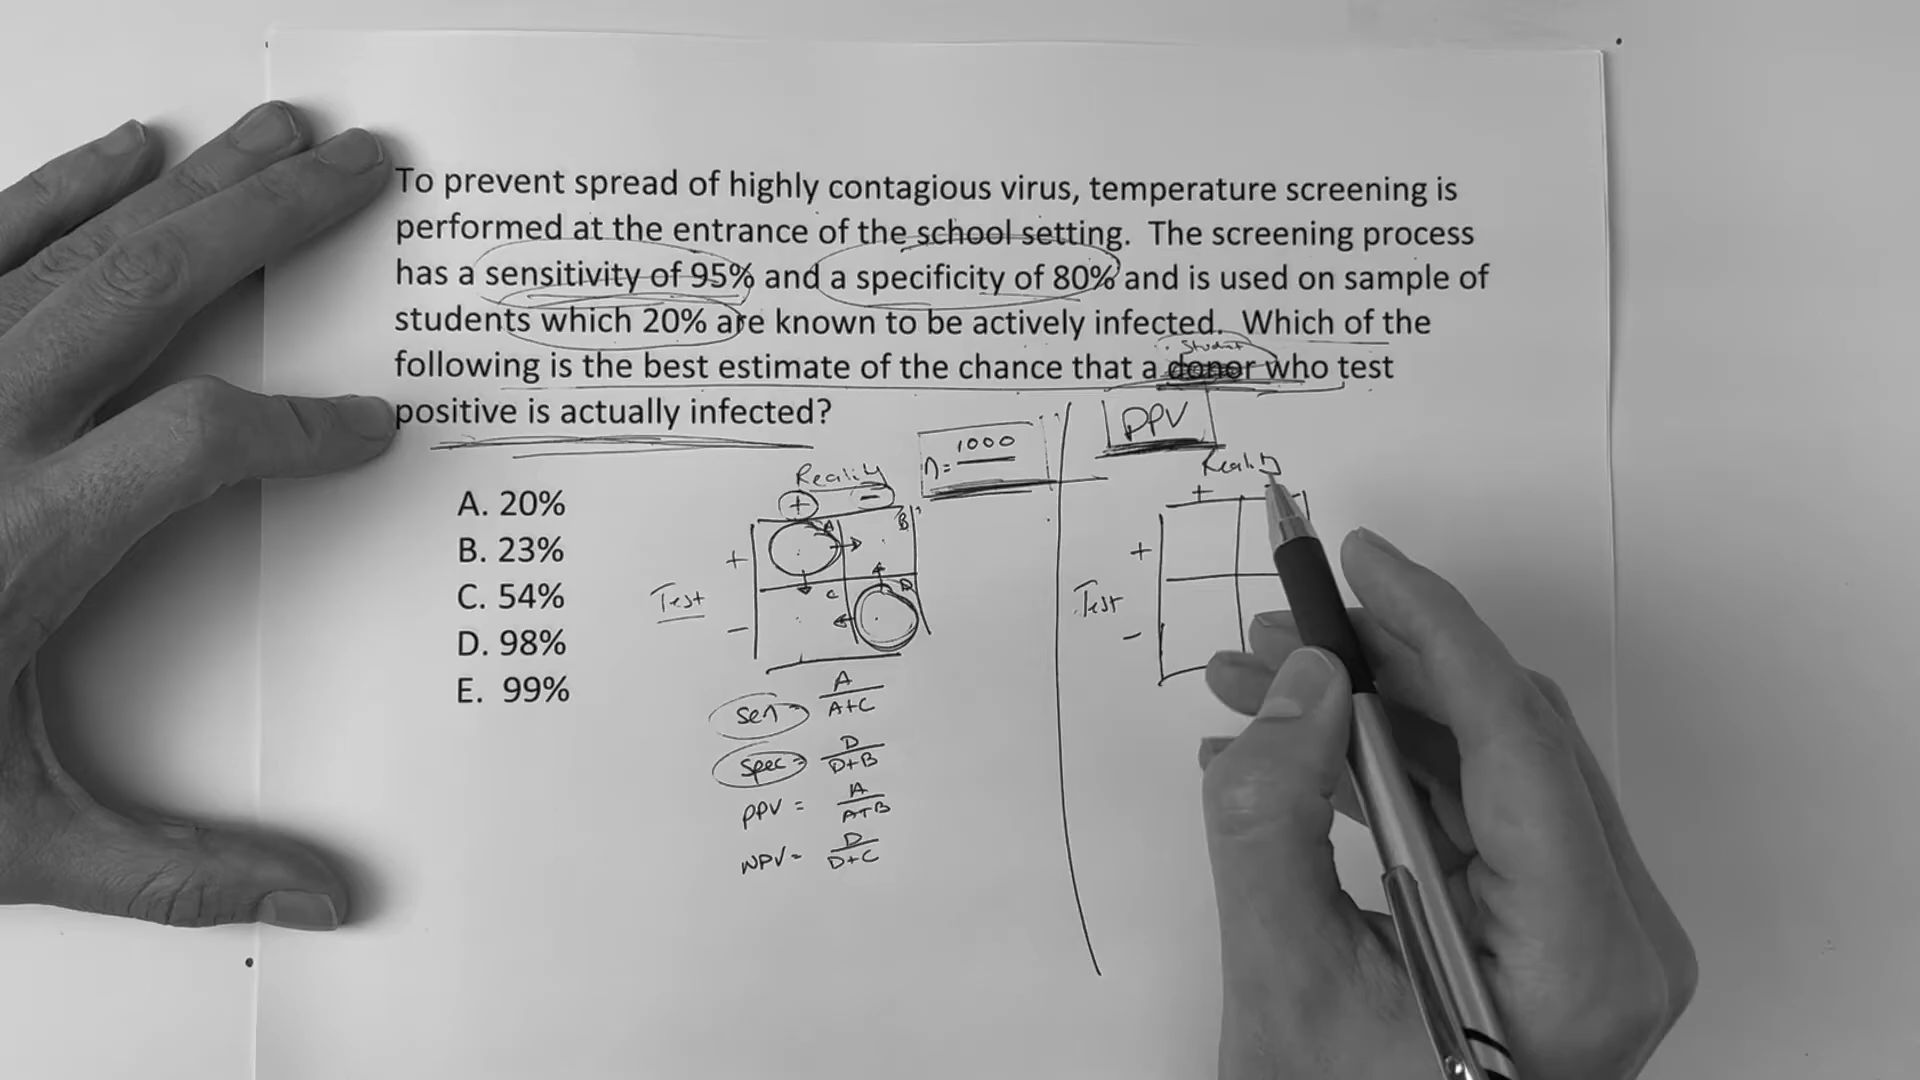 To prevent spread of highly contagious virus, temperature screening is
performed at the entrance of the school setting. The screening process
has a sensitivity of 95% and a specificity of 80% and is used on sample of
students which 20% are known to be actively infected. Which of the
Student
following is the best estimate of the chance that a donor who test
positive is actually infected?
A. 20%
B. 23%
C. 54%
D. 98%
E. 99%
n= 1000
Reality
+ -
A B
+
Test
C D
-
Sen = A
A+C
Spec = D
D+B
PPV = A
A+B
NPV = D
D+C
PPV
Reality
+ -
+
Test
-